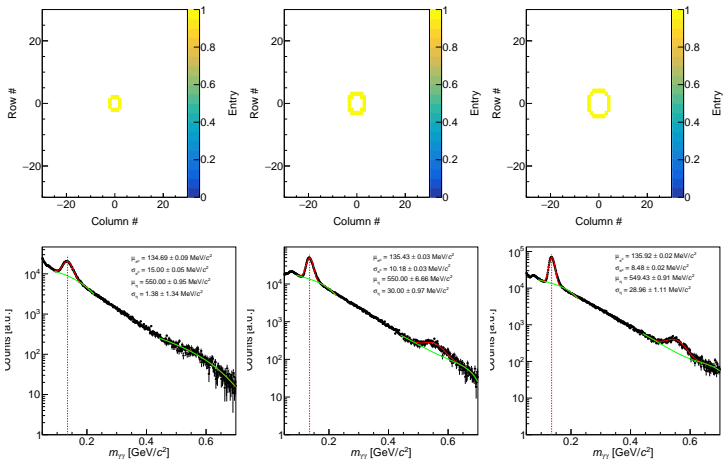 20
0
−20
Row #
−20
0
20
Column #
1
0.8
0.6
0.4
0.2
0
Entry
20
0
−20
Row #
−20
0
20
Column #
1
0.8
0.6
0.4
0.2
0
Entry
20
0
−20
Row #
−20
0
20
Column #
1
0.8
0.6
0.4
0.2
0
Entry
μπ⁰ = 134.69 ± 0.09 MeV/c²
σπ⁰ = 15.00 ± 0.05 MeV/c²
μη = 550.00 ± 0.95 MeV/c²
ση = 1.38 ± 1.34 MeV/c²
10⁴
10³
10²
10
1
Counts [a.u.]
0.2
0.4
0.6
mγγ [GeV/c²]
μπ⁰ = 135.43 ± 0.03 MeV/c²
σπ⁰ = 10.18 ± 0.03 MeV/c²
μη = 550.00 ± 6.66 MeV/c²
ση = 30.00 ± 0.97 MeV/c²
10⁴
10³
10²
10
1
Counts [a.u.]
0.2
0.4
0.6
mγγ [GeV/c²]
μπ⁰ = 135.92 ± 0.02 MeV/c²
σπ⁰ = 8.48 ± 0.02 MeV/c²
μη = 549.43 ± 0.91 MeV/c²
ση = 28.96 ± 1.11 MeV/c²
10⁵
10⁴
10³
10²
10
1
Counts [a.u.]
0.2
0.4
0.6
mγγ [GeV/c²]